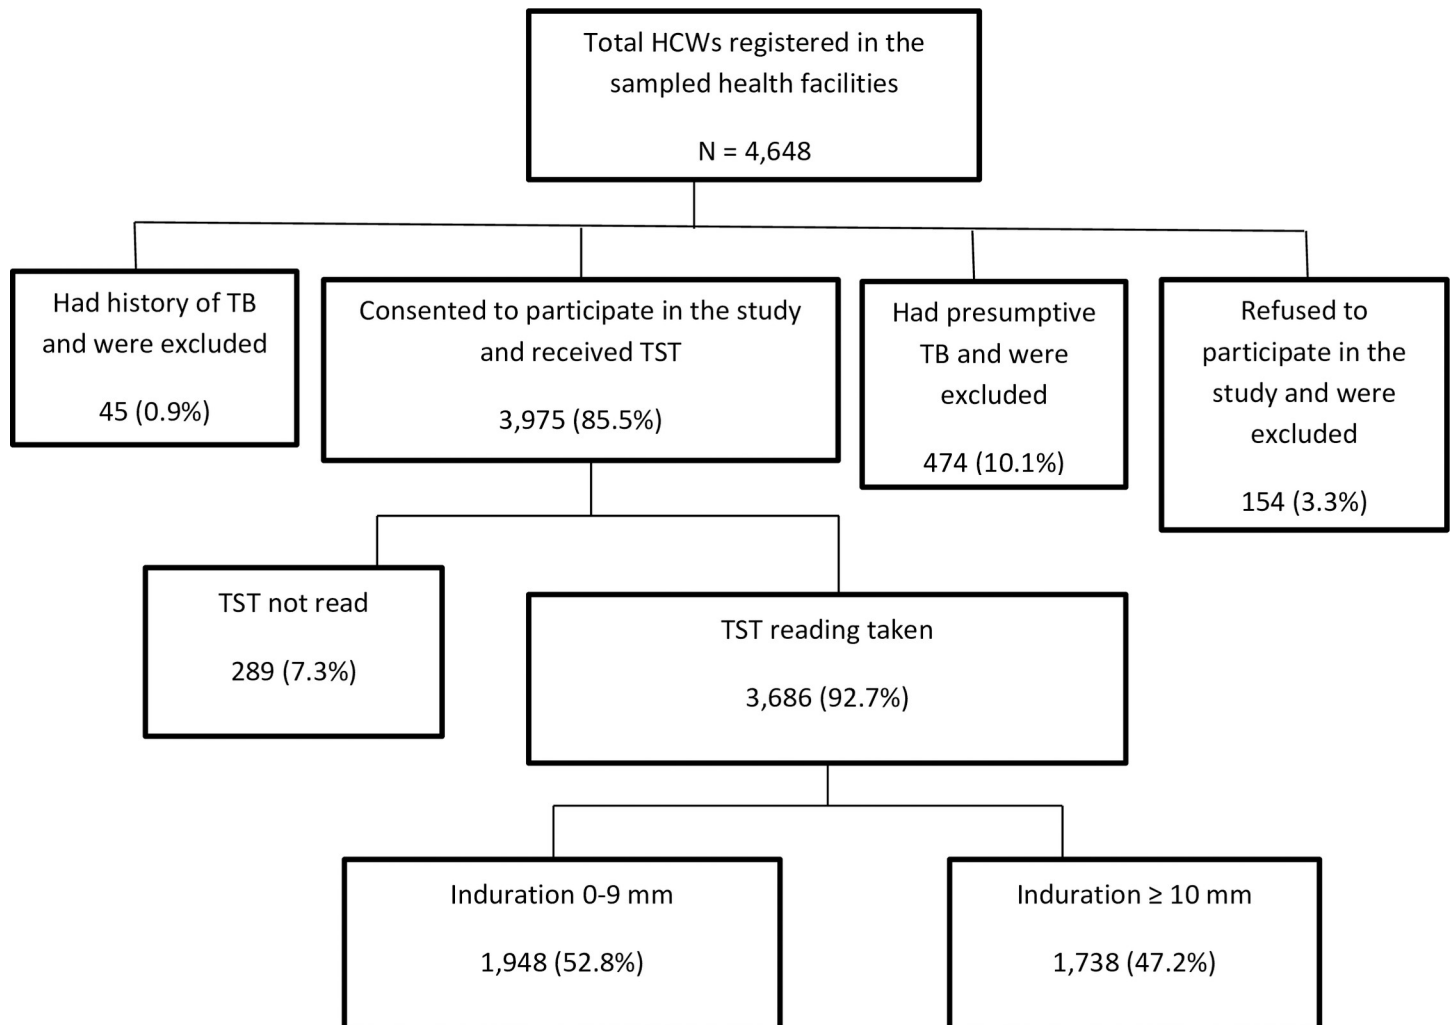 Total HCWs registered in the
sampled health facilities
N = 4,648
Had history of TB
and were excluded
45 (0.9%)
Consented to participate in the study
and received TST
3,975 (85.5%)
Had presumptive
TB and were
excluded
474 (10.1%)
Refused to
participate in the
study and were
excluded
154 (3.3%)
TST not read
289 (7.3%)
TST reading taken
3,686 (92.7%)
Induration 0-9 mm
1,948 (52.8%)
Induration ≥ 10 mm
1,738 (47.2%)